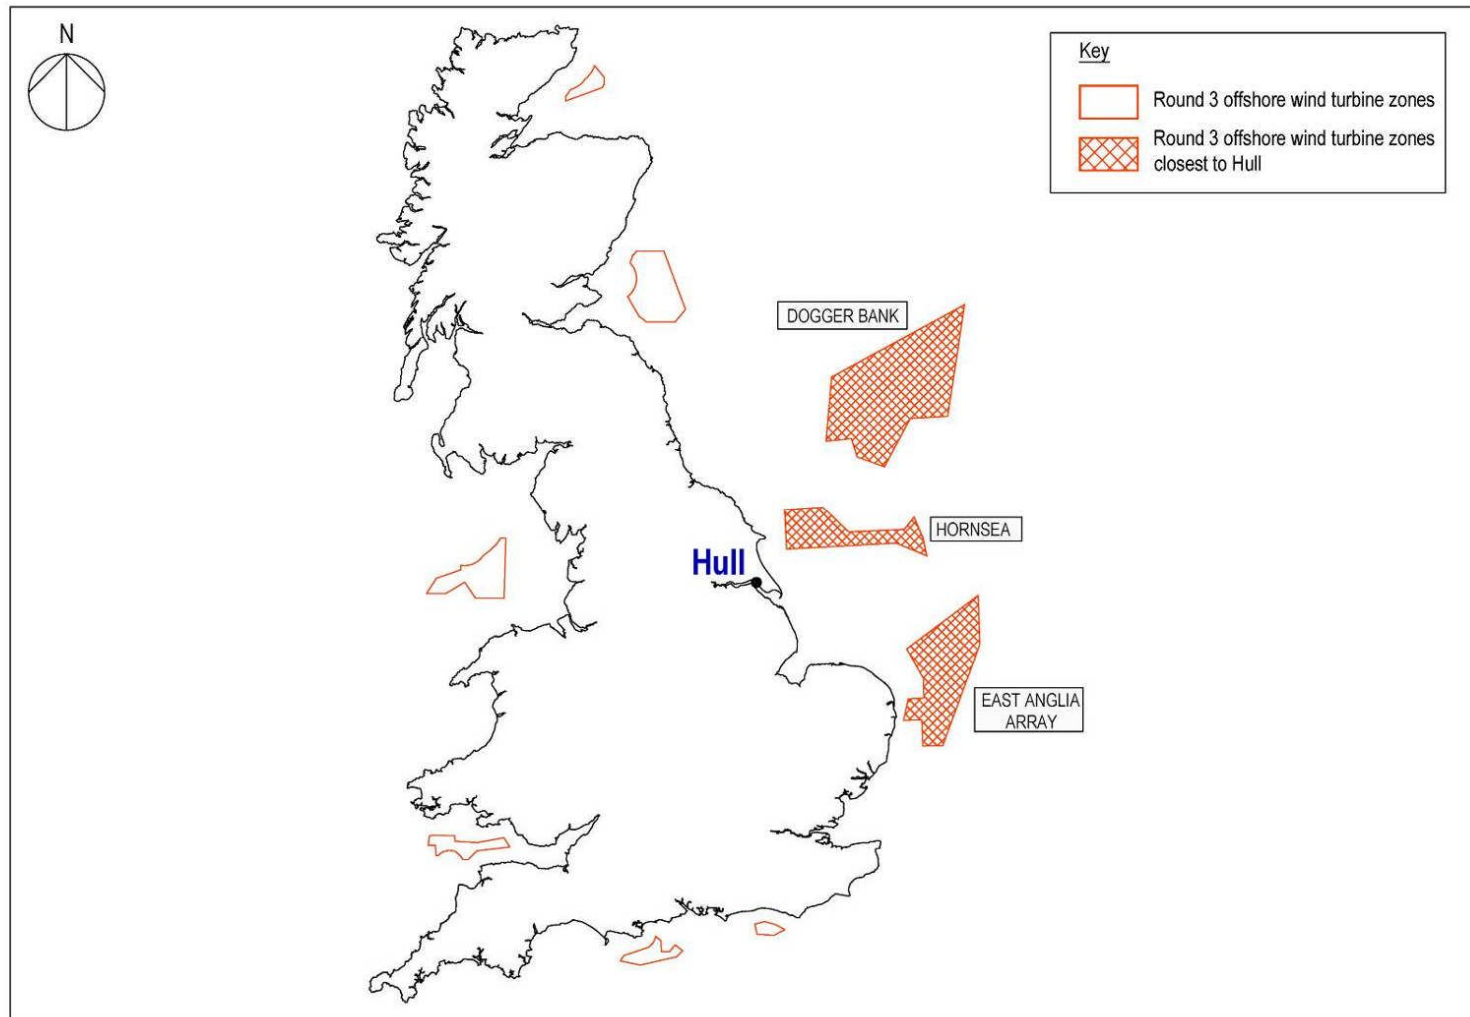 N
Key
Round 3 offshore wind turbine zones
Round 3 offshore wind turbine zones
closest to Hull
DOGGER BANK
HORNSEA
Hull
EAST ANGLIA
ARRAY